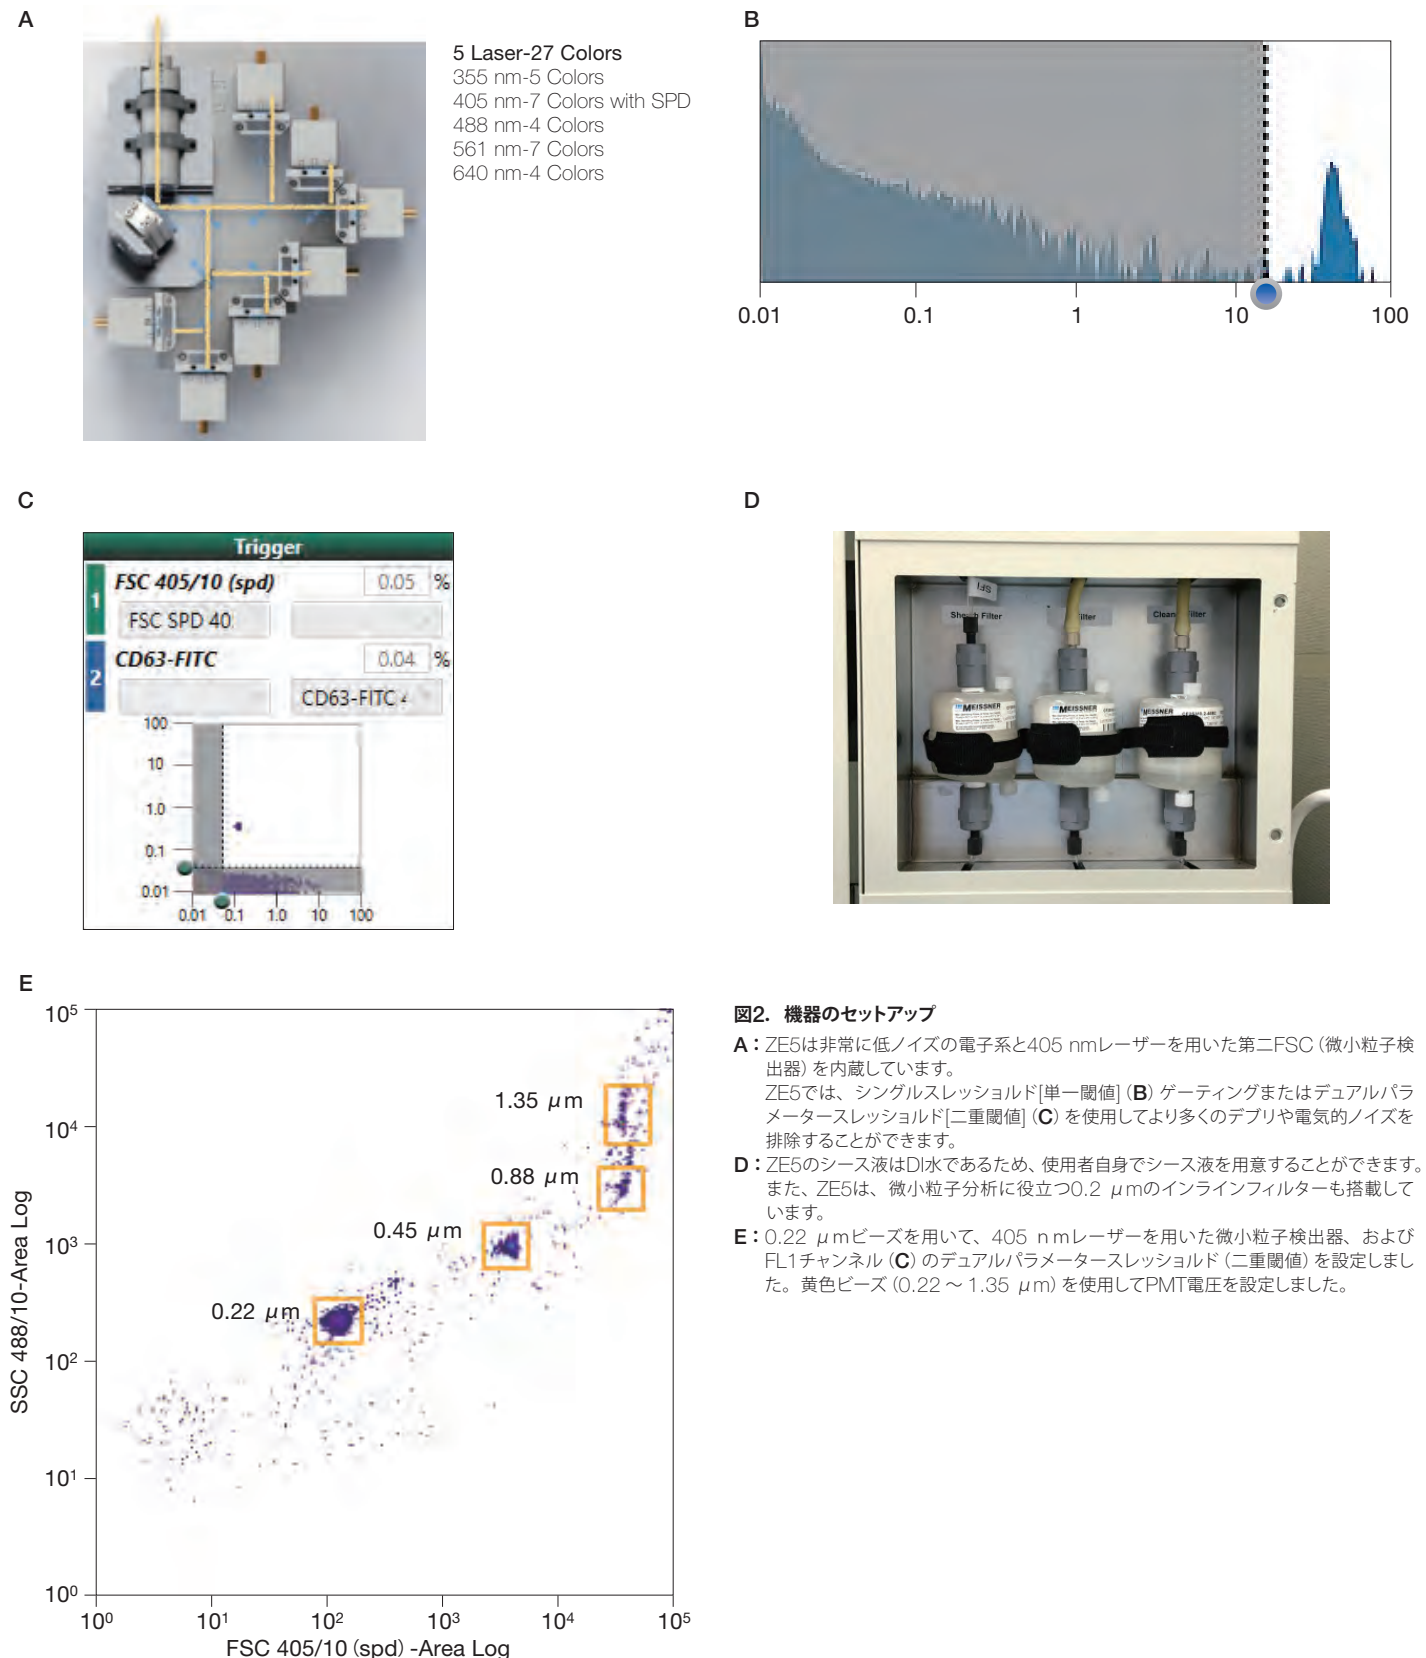 A
5 Laser-27 Colors
355 nm-5 Colors
405 nm-7 Colors with SPD
488 nm-4 Colors
561 nm-7 Colors
640 nm-4 Colors
B
0.01 0.1 1 10 100
C
Trigger
1 FSC 405/10 (spd) 0.05 %
FSC SPD 40
2 CD63-FITC 0.04 %
CD63-FITC 4
100
10
1.0
0.1
0.01
0.01 0.1 1.0 10 100
D
SFI
Filter
Filter
Filter
MEISSNER
MEISSNER
MEISSNER
E
SSC 488/10-Area Log
10⁵
10⁴
10³
10²
10¹
10⁰
1.35 μm
0.88 μm
0.45 μm
0.22 μm
10⁰ 10¹ 10² 10³ 10⁴ 10⁵
FSC 405/10 (spd) -Area Log
図2. 機器のセットアップ
A：ZE5は非常に低ノイズの電子系と405 nmレーザーを用いた第二FSC（微小粒子検
出器）を内蔵しています。
ZE5では、シングルスレッショルド[単一閾値]（B）ゲーティングまたはデュアルパラ
メータースレッショルド[二重閾値]（C）を使用してより多くのデブリや電気的ノイズを
排除することができます。
D：ZE5のシース液はDI水であるため、使用者自身でシース液を用意することができます。
また、ZE5は、微小粒子分析に役立つ0.2 μmのインラインフィルターも搭載して
います。
E：0.22 μmビーズを用いて、405 nmレーザーを用いた微小粒子検出器、および
FL1チャンネル（C）のデュアルパラメータースレッショルド（二重閾値）を設定しまし
た。黄色ビーズ（0.22 ～ 1.35 μm）を使用してPMT電圧を設定しました。